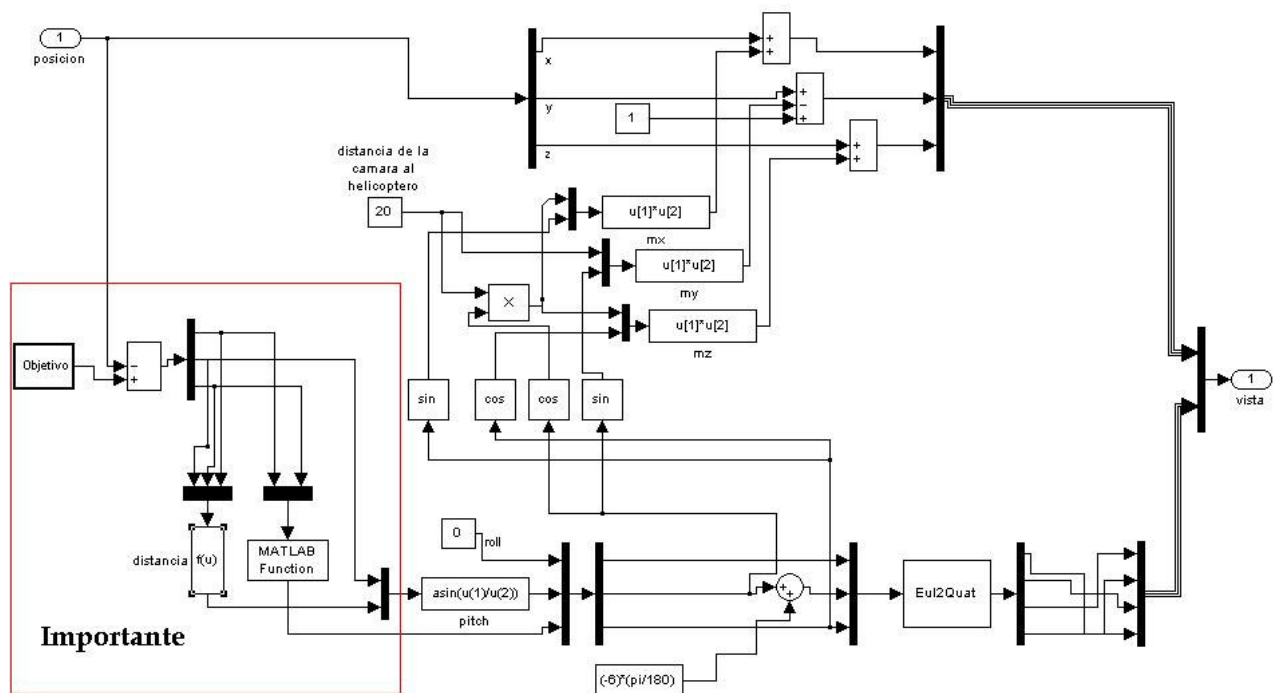 1
posicion
x
y
z
+
+
+
−
+
1
+
+
distancia de la
camara al
helicoptero
20
u[1]*u[2]
mx
u[1]*u[2]
my
u[1]*u[2]
mz
×
Objetivo
−
+
sin
cos
cos
sin
1
vista
distancia
f(u)
MATLAB
Function
0
roll
asin(u(1)/u(2))
pitch
+
+
Eul2Quat
Importante
(-6)*(pi/180)